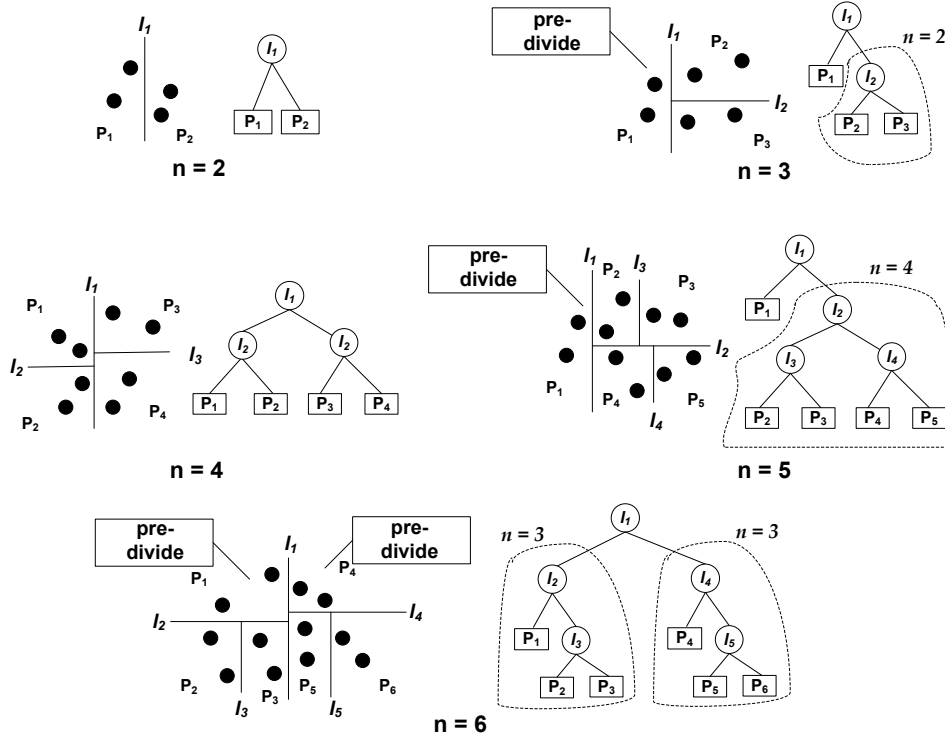 l1
P1
P2
l1
P1
P2
n = 2
pre-
divide
l1
P2
l2
P1
P3
l1
n = 2
P1
l2
P2
P3
n = 3
l1
P1
P3
l3
l2
P2
P4
l1
l2
l2
P1
P2
P3
P4
n = 4
pre-
divide
l1
P2
l3
P3
l2
P1
P4
P5
l4
l1
n = 4
P1
l2
l3
l4
P2
P3
P4
P5
n = 5
pre-
divide
pre-
divide
l1
P4
P1
l2
l4
P2
P3
P5
P6
l3
l5
l1
n = 3
n = 3
l2
l4
P1
l3
P4
l5
P2
P3
P5
P6
n = 6